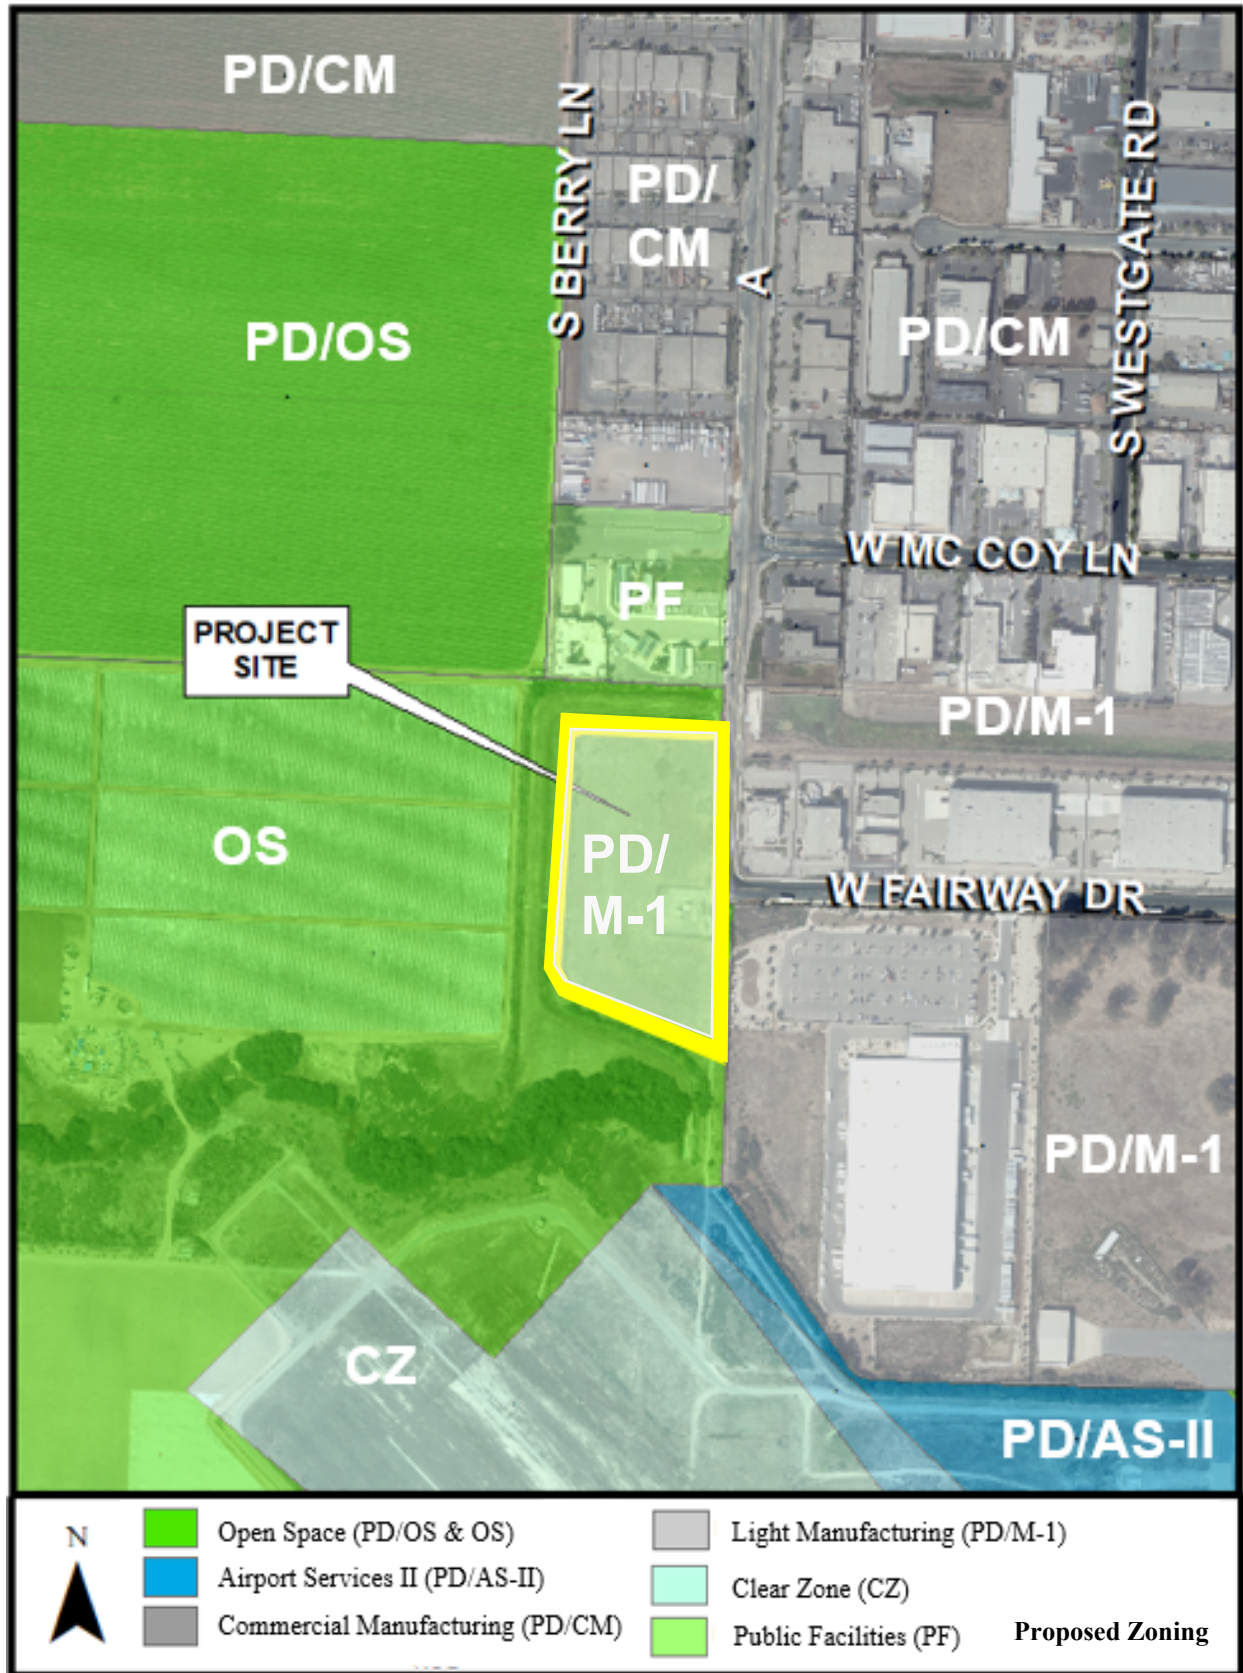 PD/CM
S BERRY LN
PD/
CM
A
S WESTGATE RD
PD/OS
PD/CM
W MC COY LN
PF
PROJECT
SITE
PD/M-1
OS
PD/
M-1
W FAIRWAY DR
PD/M-1
CZ
PD/AS-II
N
Open Space (PD/OS & OS)
Airport Services II (PD/AS-II)
Commercial Manufacturing (PD/CM)
Light Manufacturing (PD/M-1)
Clear Zone (CZ)
Public Facilities (PF)
Proposed Zoning